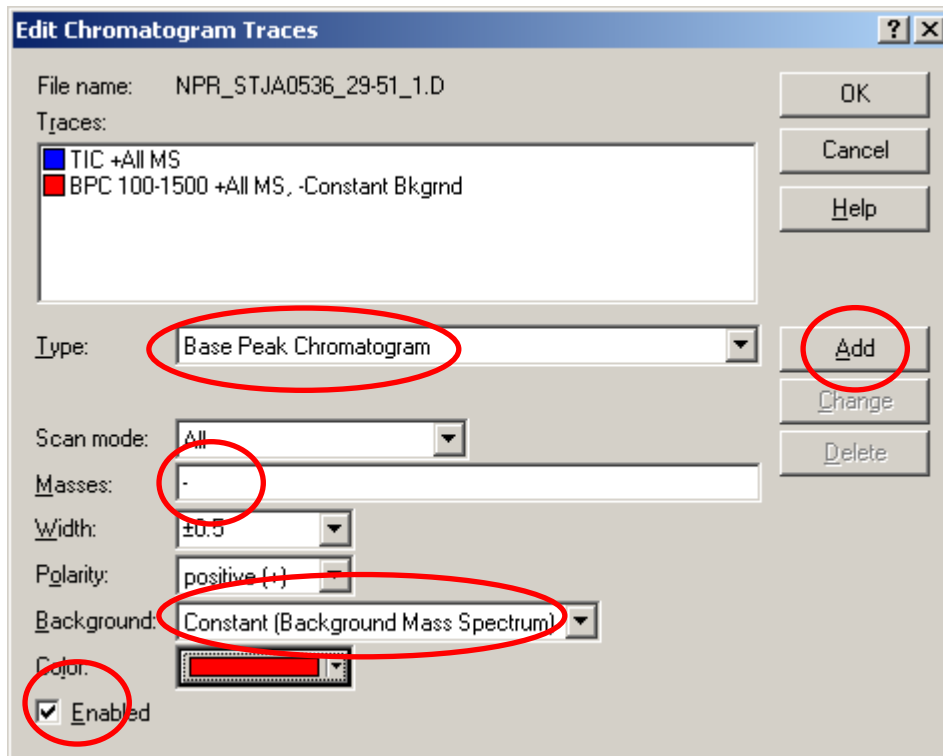 Edit Chromatogram Traces
File name: NPR_STJA0536_29-51_1.D
OK
Traces:
TIC +All MS
BPC 100-1500 +All MS, -Constant Bkgrnd
Cancel
Help
Type: Base Peak Chromatogram
Add
Change
Scan mode: All
Delete
Masses: -
Width: ±0.5
Polarity: positive (+)
Background: Constant (Background Mass Spectrum)
Color:
Enabled